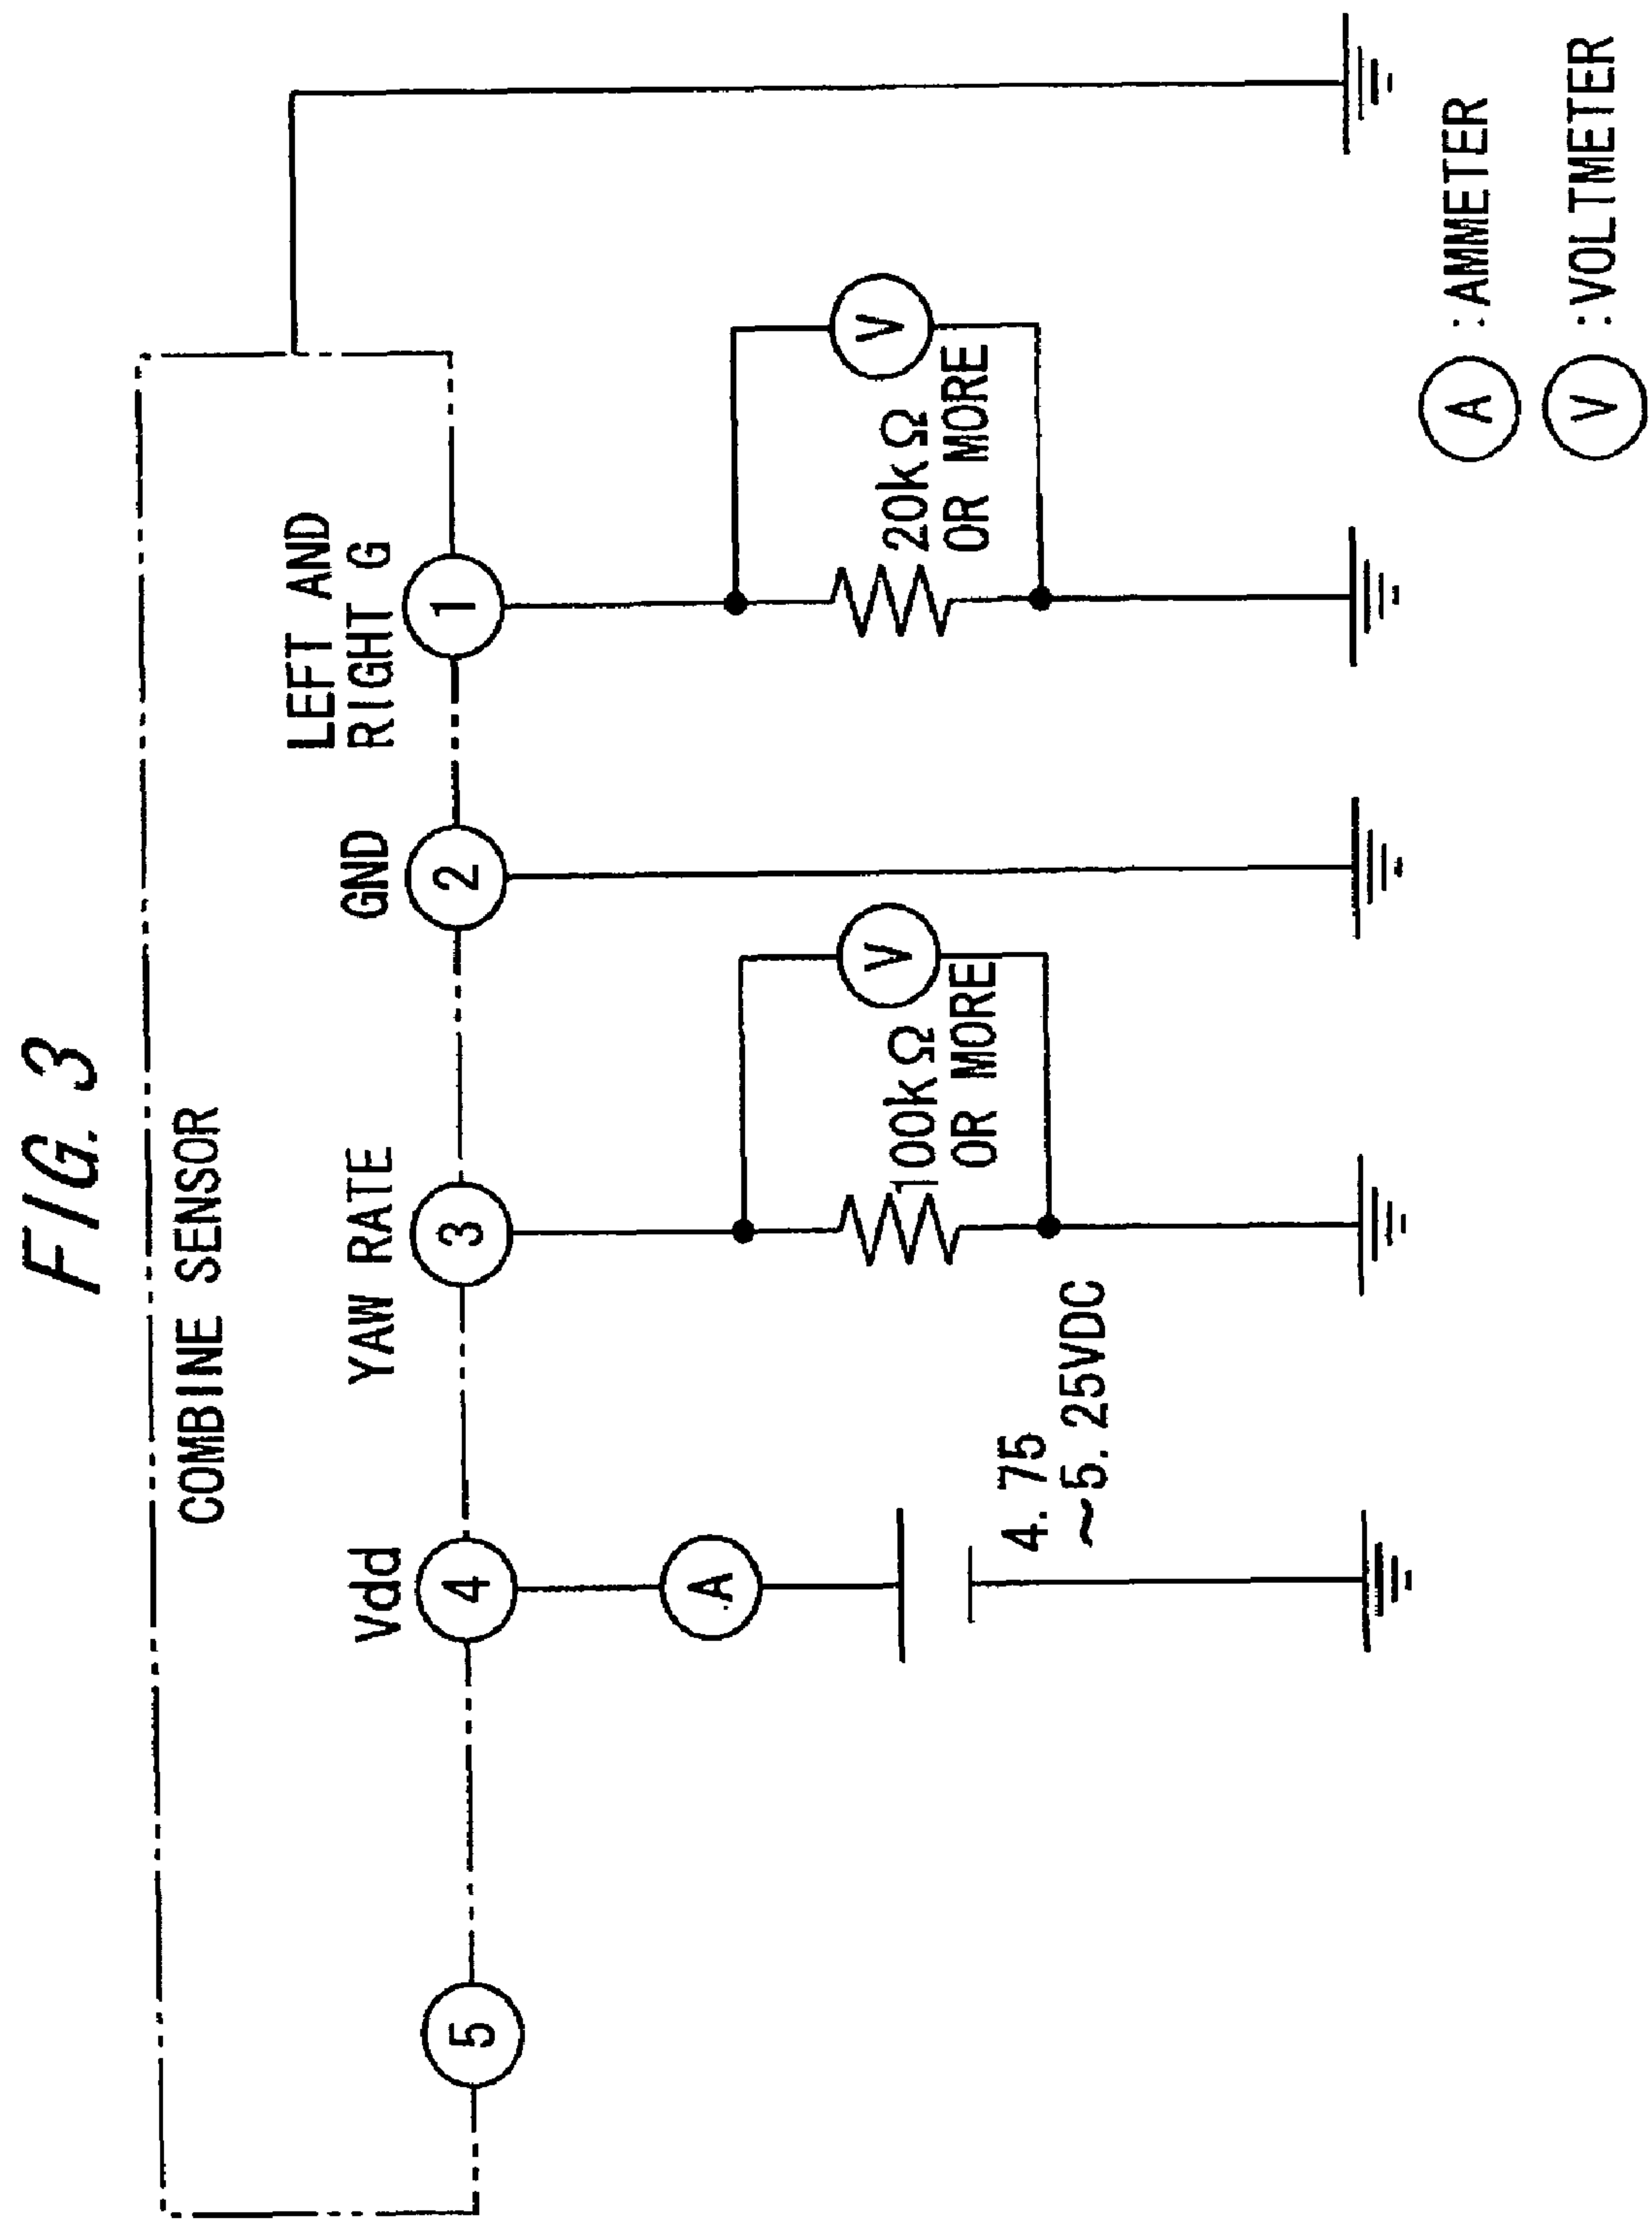 FIG. 3
COMBINE SENSOR
5
Vdd
4
YAW RATE
3
GND
2
LEFT AND
RIGHT G
1
A
4. 75
~5. 25VDC
100kΩ
OR MORE
V
20kΩ
OR MORE
V
A :AMMETER
V :VOLTMETER